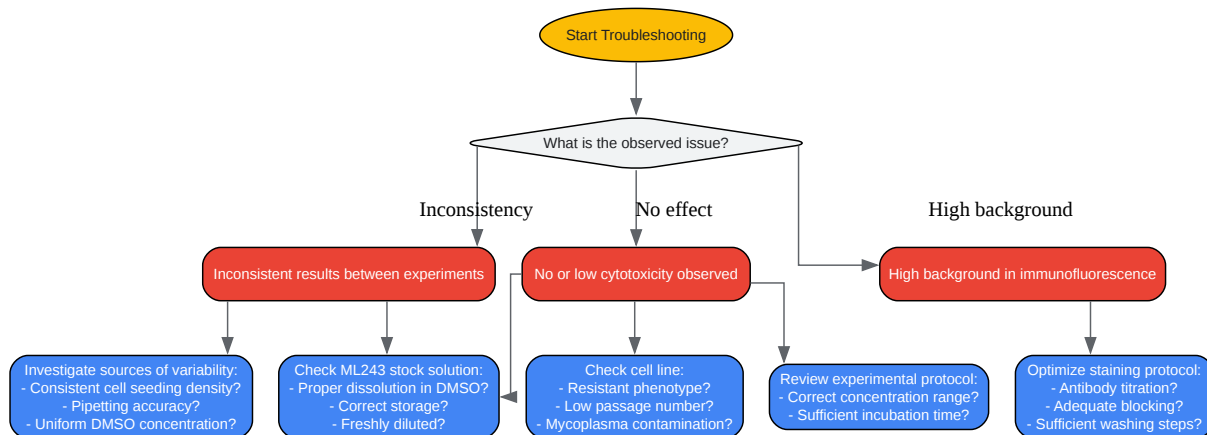 Start Troubleshooting
What is the observed issue?
Inconsistency
No effect
High background
Inconsistent results between experiments
No or low cytotoxicity observed
High background in immunofluorescence
Investigate sources of variability:
- Consistent cell seeding density?
- Pipetting accuracy?
- Uniform DMSO concentration?
Check ML243 stock solution:
- Proper dissolution in DMSO?
- Correct storage?
- Freshly diluted?
Check cell line:
- Resistant phenotype?
- Low passage number?
- Mycoplasma contamination?
Review experimental protocol:
- Correct concentration range?
- Sufficient incubation time?
Optimize staining protocol:
- Antibody titration?
- Adequate blocking?
- Sufficient washing steps?